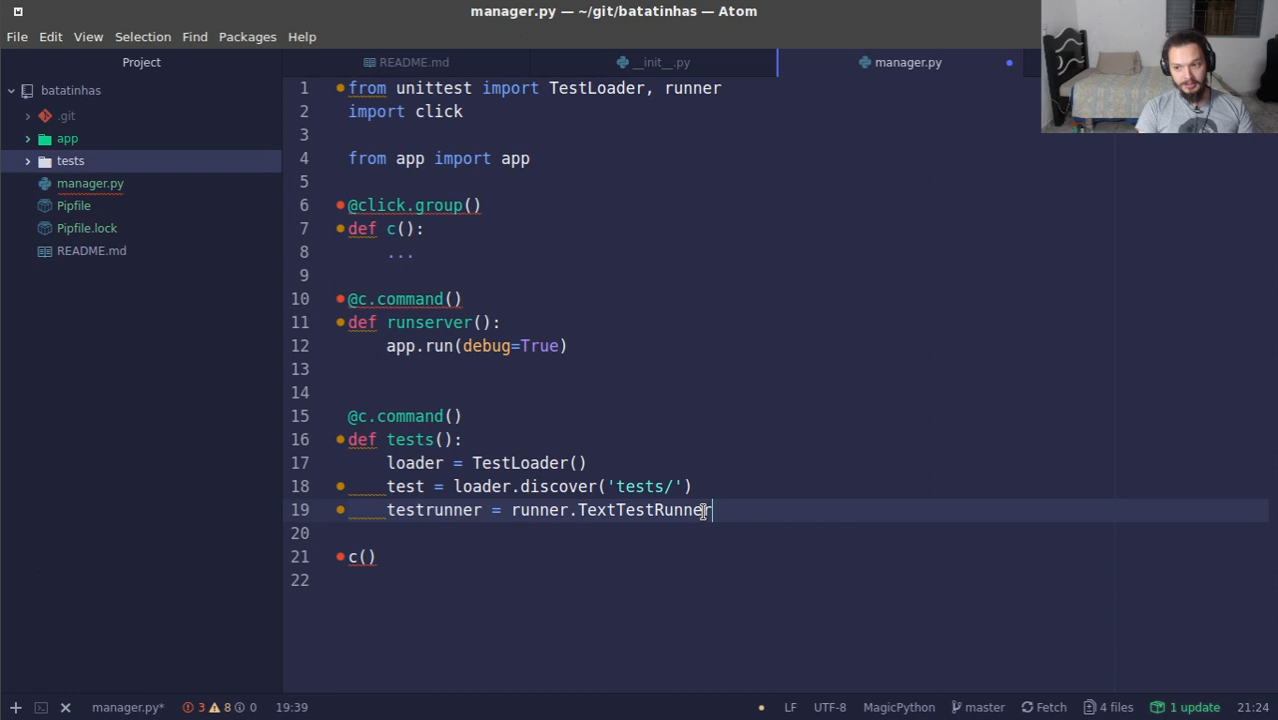 manager.py — ~/git/batatinhas — Atom
File Edit View Selection Find Packages Help
Project
README.md __init__.py manager.py
batatinhas
.git
app
tests
manager.py
Pipfile
Pipfile.lock
README.md
1 from unittest import TestLoader, runner
2 import click
3
4 from app import app
5
6 @click.group()
7 def c():
8 ...
9
10 @c.command()
11 def runserver():
12 app.run(debug=True)
13
14
15 @c.command()
16 def tests():
17 loader = TestLoader()
18 test = loader.discover('tests/')
19 testrunner = runner.TextTestRunner
20
21 c()
22
manager.py* 3 8 0 19:39 LF UTF-8 MagicPython master Fetch 4 files 1 update 21:24